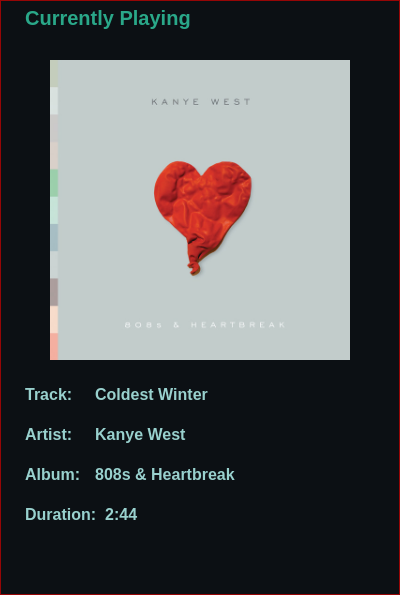 Currently Playing
KANYE WEST
808s & HEARTBREAK
Track: Coldest Winter
Artist: Kanye West
Album: 808s & Heartbreak
Duration: 2:44